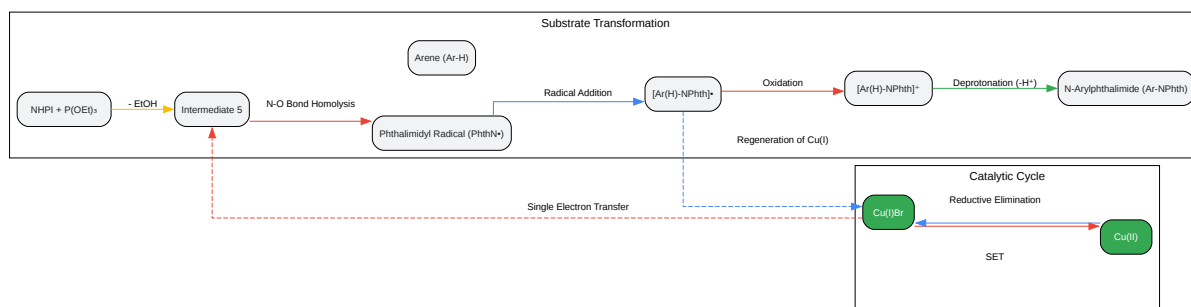 Substrate Transformation
Arene (Ar-H)
NHPI + P(OEt)₃
- EtOH
Intermediate 5
N-O Bond Homolysis
Phthalimidyl Radical (PhthN•)
Radical Addition
[Ar(H)-NPhth]•
Oxidation
[Ar(H)-NPhth]⁺
Deprotonation (-H⁺)
N-Arylphthalimide (Ar-NPhth)
Regeneration of Cu(I)
Single Electron Transfer
Catalytic Cycle
Cu(I)Br
Reductive Elimination
Cu(II)
SET